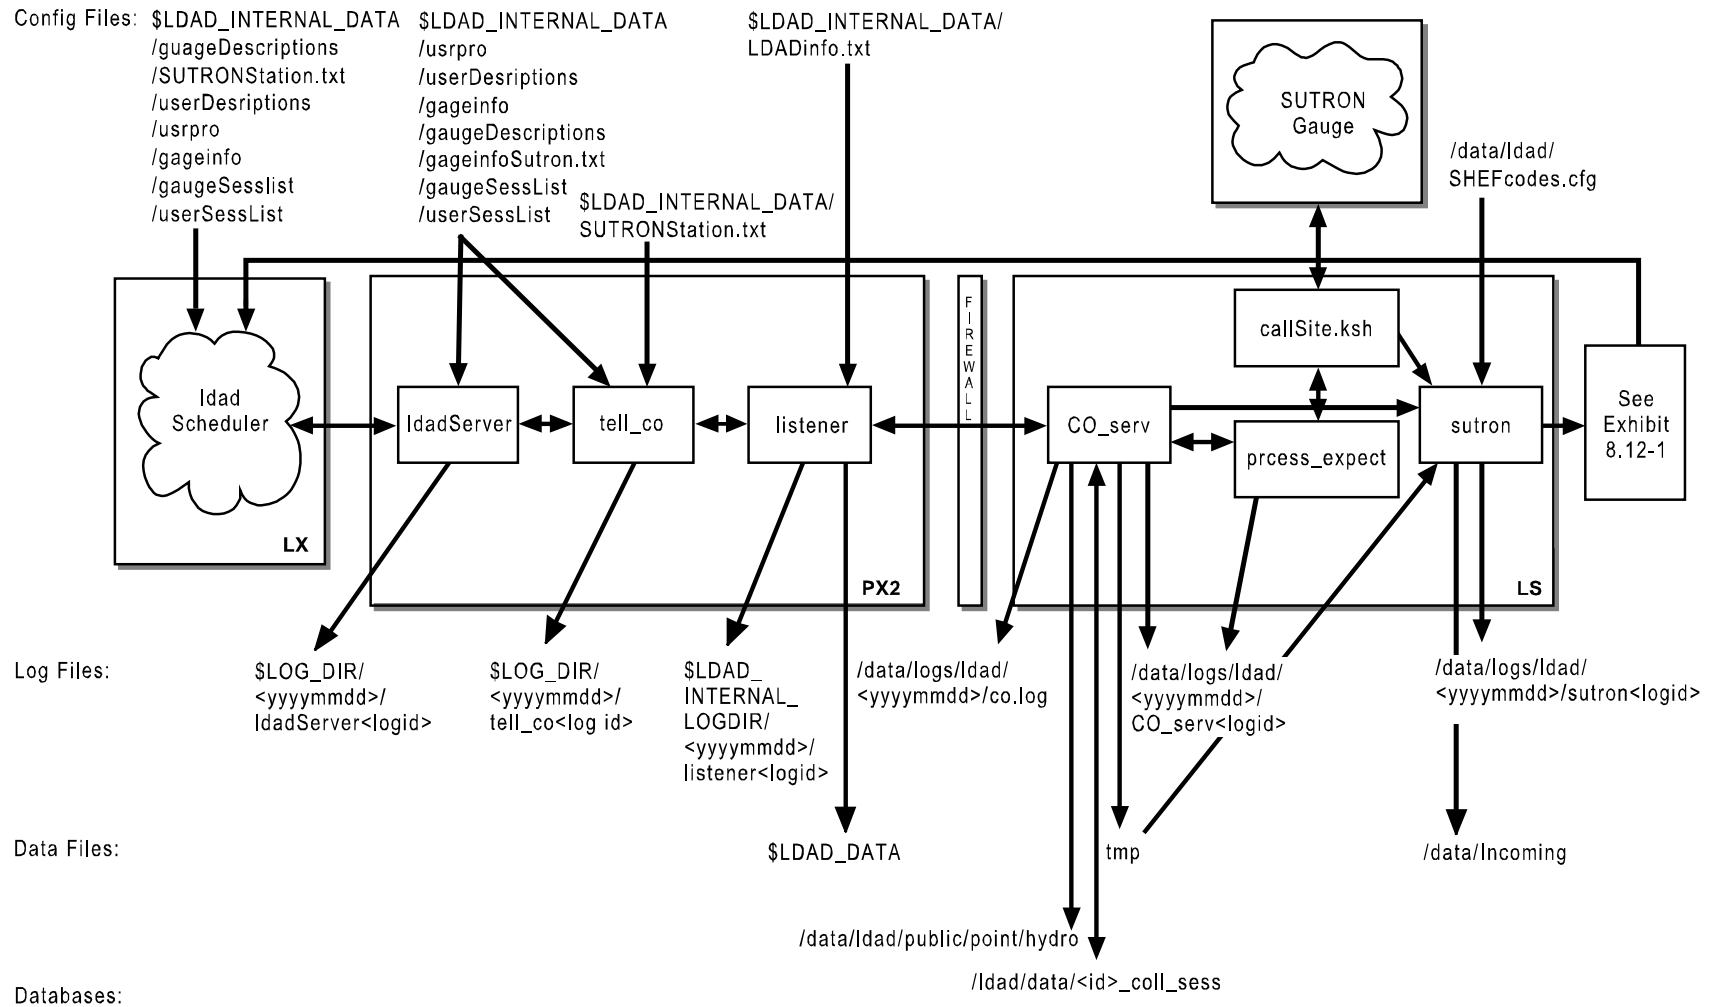 Config Files:
$LDAD_INTERNAL_DATA
/guageDescriptions
/SUTRONStation.txt
/userDesriptions
/usrpro
/gageinfo
/gaugeSesslist
/userSessList
$LDAD_INTERNAL_DATA
/usrpro
/userDesriptions
/gageinfo
/gaugeDescriptions
/gageinfoSutron.txt
/gaugeSessList
/userSessList
$LDAD_INTERNAL_DATA/
SUTRONStation.txt
$LDAD_INTERNAL_DATA/
LDADinfo.txt
SUTRON
Gauge
/data/ldad/
SHEFcodes.cfg
ldad
Scheduler
LX
ldadServer
tell_co
listener
PX2
FIREWALL
callSite.ksh
CO_serv
prcess_expect
sutron
LS
See
Exhibit
8.12-1
Log Files:
$LOG_DIR/
<yyyymmdd>/
ldadServer<logid>
$LOG_DIR/
<yyyymmdd>/
tell_co<log id>
$LDAD_
INTERNAL_
LOGDIR/
<yyyymmdd>/
listener<logid>
/data/logs/ldad/
<yyyymmdd>/co.log
/data/logs/ldad/
<yyyymmdd>/
CO_serv<logid>
/data/logs/ldad/
<yyyymmdd>/sutron<logid>
Data Files:
$LDAD_DATA
tmp
/data/Incoming
/data/ldad/public/point/hydro
/ldad/data/<id>_coll_sess
Databases: